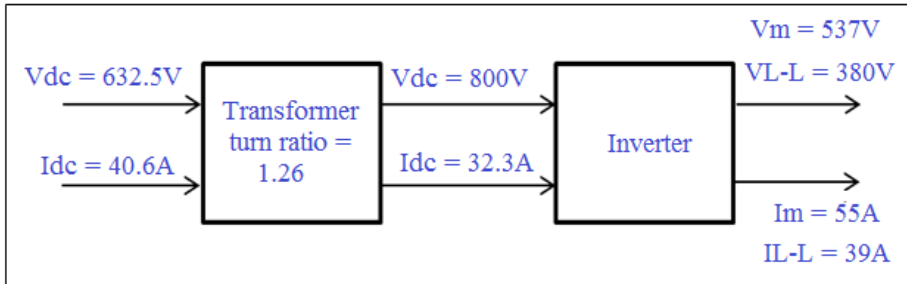 Vdc = 632.5V
Idc = 40.6A
Transformer
turn ratio =
1.26
Vdc = 800V
Idc = 32.3A
Inverter
Vm = 537V
VL-L = 380V
Im = 55A
IL-L = 39A